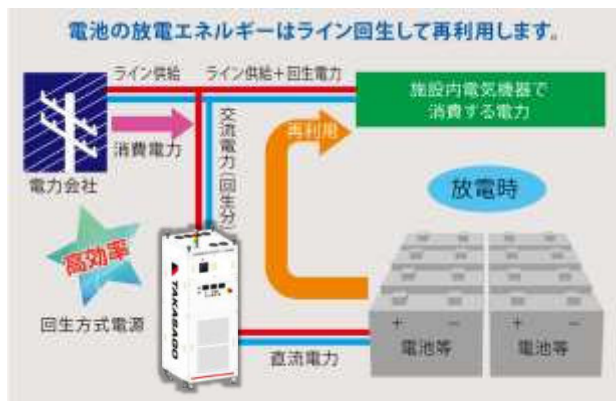 電池の放電エネルギーはライン回生して再利用します。
ライン供給
ライン供給＋回生電力
施設内電気機器で
消費する電力
消費電力
電力会社
交流電力(回生分)
再利用
放電時
高効率
TAKASAGO
回生方式電源
直流電力
＋ －
電池等
＋ －
電池等